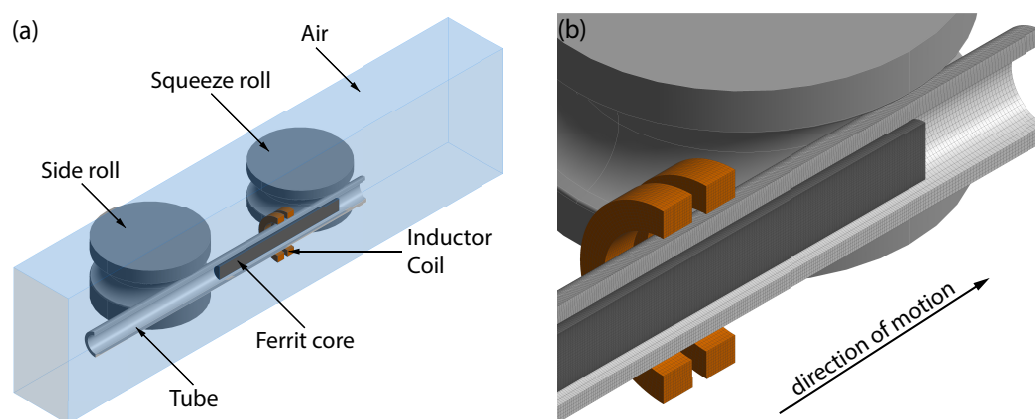 (a)
Air
Squeeze roll
Side roll
Inductor
Coil
Ferrit core
Tube
(b)
direction of motion